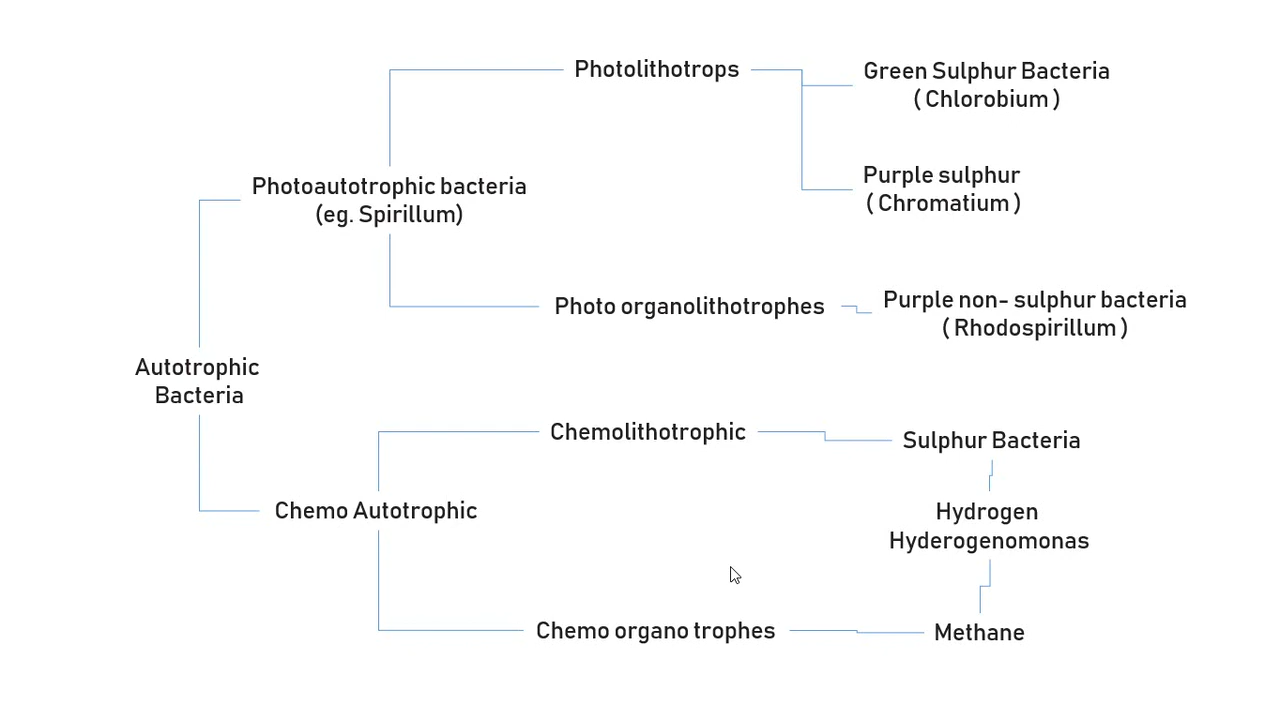 Photolithotrops
Green Sulphur Bacteria
( Chlorobium )
Purple sulphur
( Chromatium )
Photoautotrophic bacteria
(eg. Spirillum)
Photo organolithotrophes
Purple non- sulphur bacteria
( Rhodospirillum )
Autotrophic
Bacteria
Chemolithotrophic
Sulphur Bacteria
Chemo Autotrophic
Hydrogen
Hyderogenomonas
Chemo organo trophes
Methane